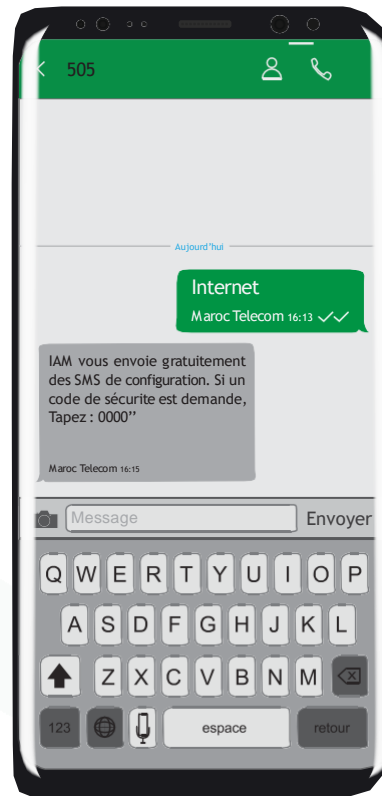 505
Aujourd'hui
Internet
Maroc Telecom 16:13
IAM vous envoie gratuitement
des SMS de configuration. Si un
code de sécurite est demande,
Tapez : 0000’’
Maroc Telecom 16:15
Message
Envoyer
Q W E R T Y U I O P
A S D F G H J K L
Z X C V B N M
123
espace
retour